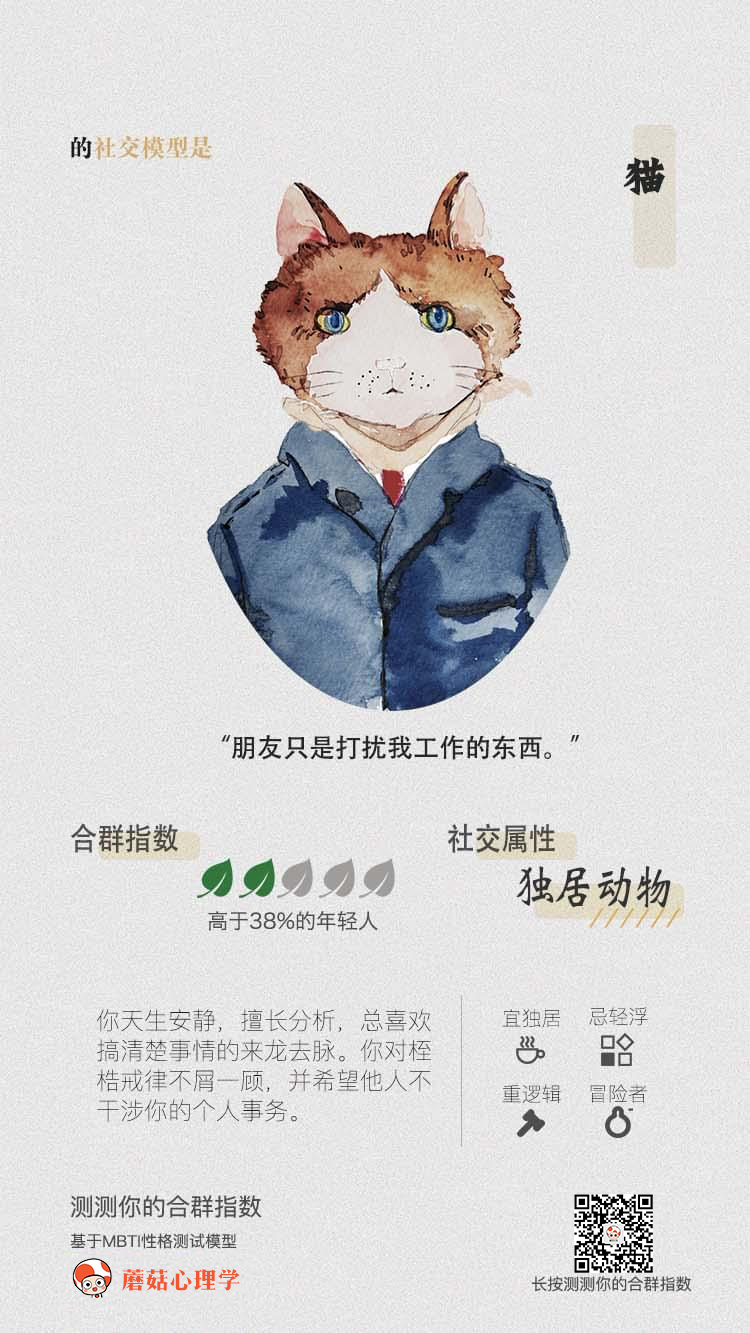 的社交模型是
猫
“朋友只是打扰我工作的东西。”
合群指数
社交属性
独居动物
高于38%的年轻人
你天生安静，擅长分析，总喜欢
搞清楚事情的来龙去脉。你对桎
梏戒律不屑一顾，并希望他人不
干涉你的个人事务。
宜独居
忌轻浮
重逻辑
冒险者
测测你的合群指数
基于MBTI性格测试模型
蘑菇心理学
长按测测你的合群指数